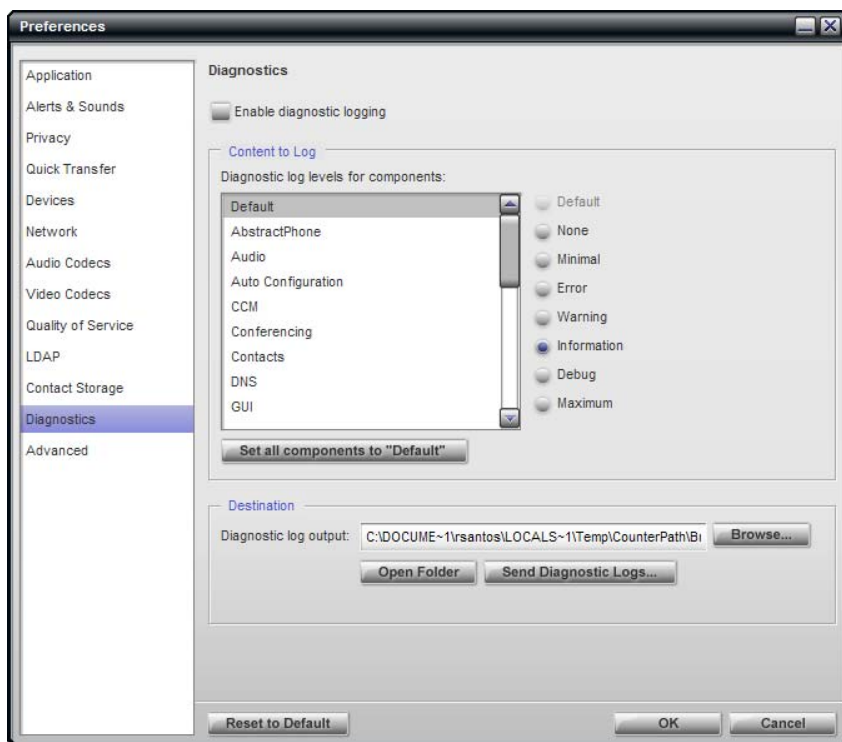 Preferences
Application
Alerts & Sounds
Privacy
Quick Transfer
Devices
Network
Audio Codecs
Video Codecs
Quality of Service
LDAP
Contact Storage
Diagnostics
Advanced
Diagnostics
Enable diagnostic logging
Content to Log
Diagnostic log levels for components:
Default
AbstractPhone
Audio
Auto Configuration
CCM
Conferencing
Contacts
DNS
GUI
Default
None
Minimal
Error
Warning
Information
Debug
Maximum
Set all components to "Default"
Destination
Diagnostic log output: C:\DOCUME~1\rsantos\LOCALS~1\Temp\CounterPath\B Browse...
Open Folder Send Diagnostic Logs...
Reset to Default OK Cancel